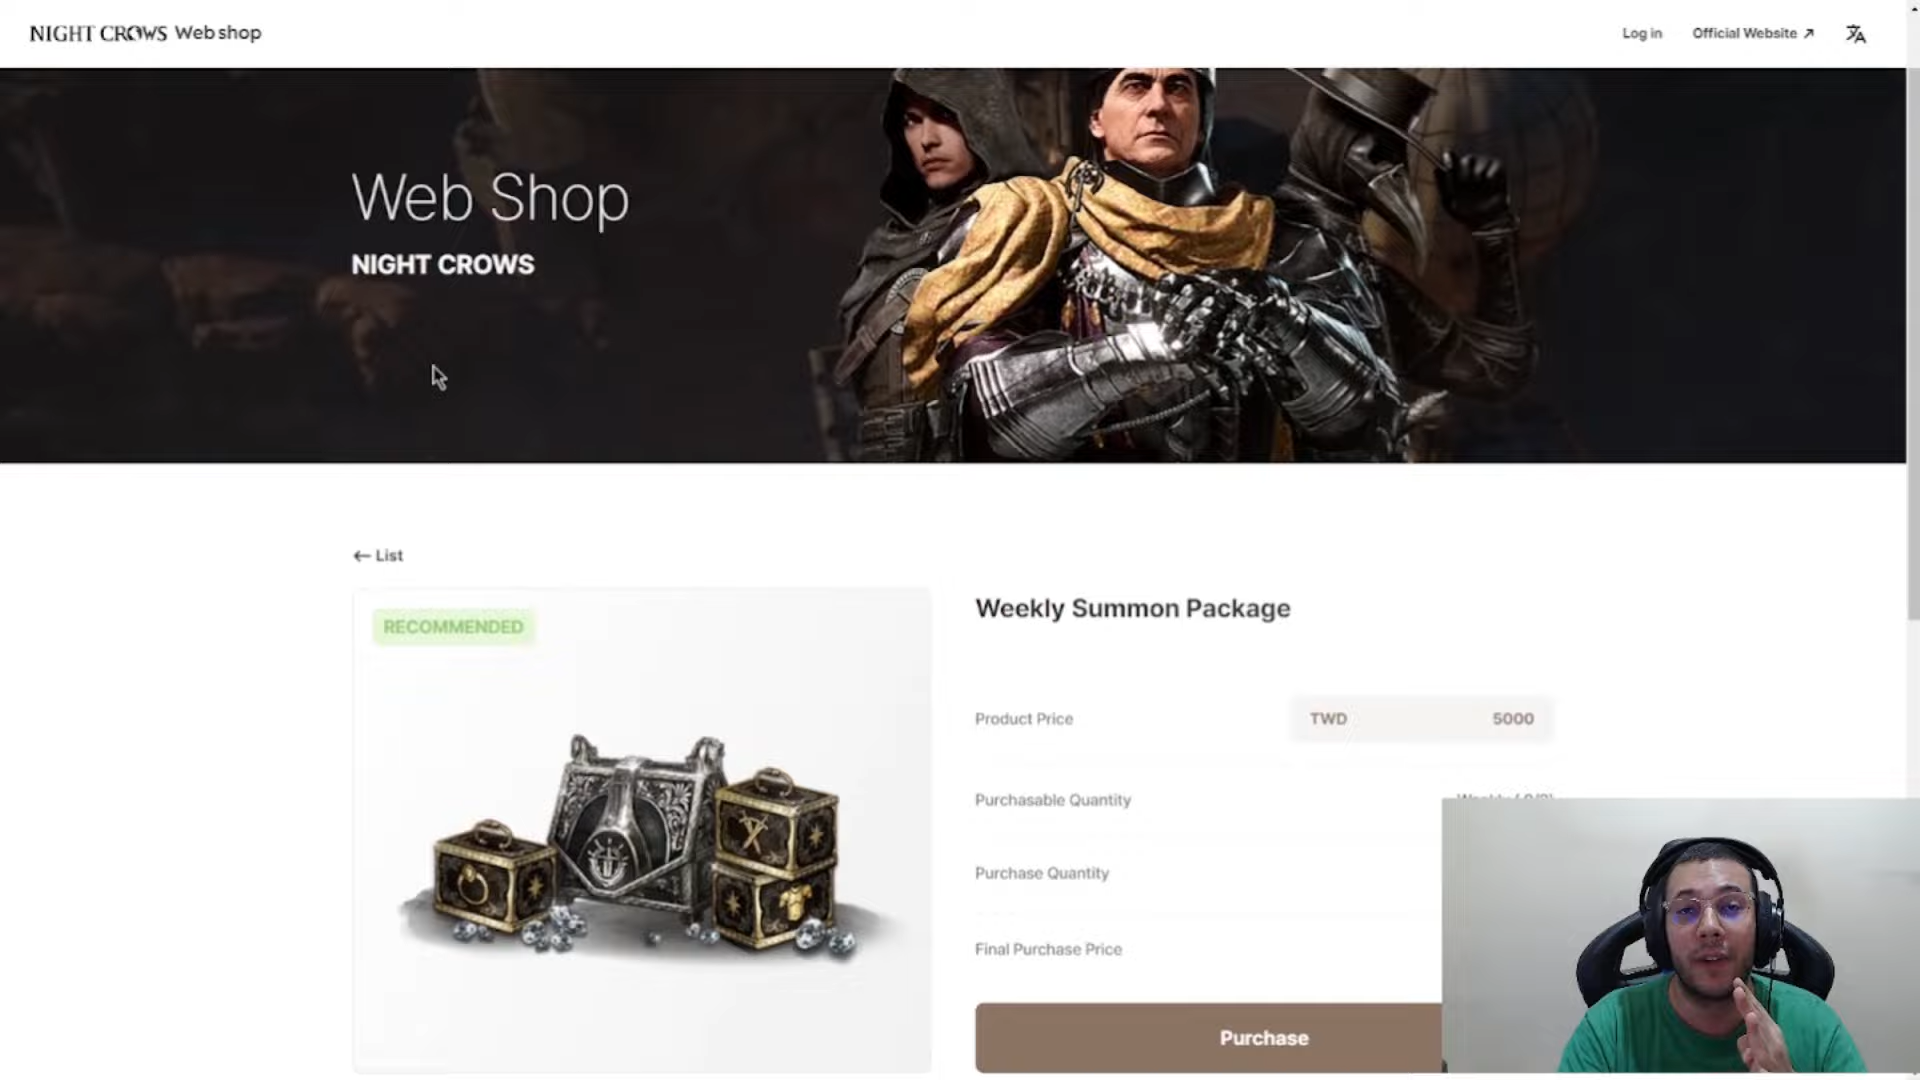 NIGHT CROWS Web shop
Log in
Official Website
Web Shop
NIGHT CROWS
← List
RECOMMENDED
Weekly Summon Package
Product Price
TWD 5000
Purchasable Quantity
Purchase Quantity
Final Purchase Price
Purchase